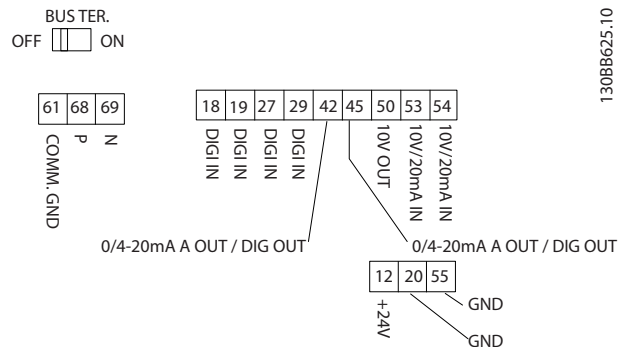 BUS TER.
OFF ON
130BB625.10
61 68 69
COMM. GND
P
N
18 19 27 29 42 45 50 53 54
DIGI IN
DIGI IN
DIGI IN
DIGI IN
10V OUT
10V/20mA IN
10V/20mA IN
0/4-20mA A OUT / DIG OUT
0/4-20mA A OUT / DIG OUT
12 20 55
+24V
GND
GND